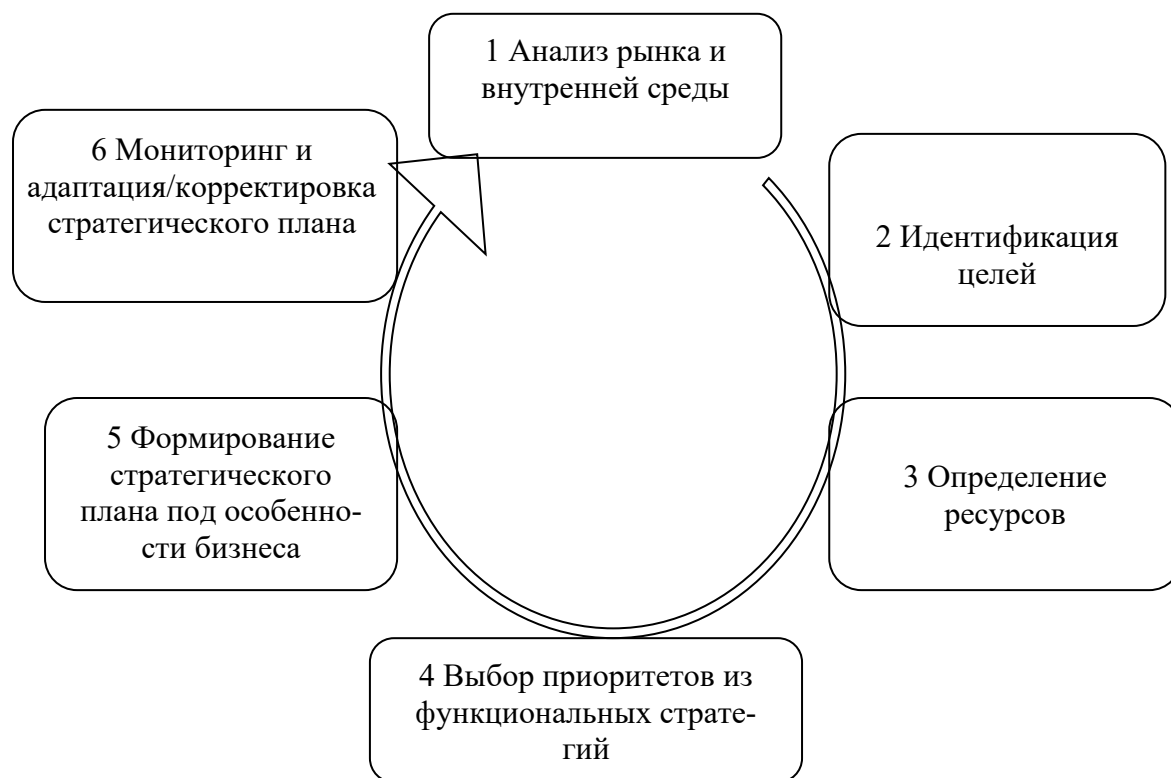 1 Анализ рынка и
внутренней среды
2 Идентификация
целей
3 Определение
ресурсов
4 Выбор приоритетов из
функциональных страте-
гий
5 Формирование
стратегического
плана под особенно-
сти бизнеса
6 Мониторинг и
адаптация/корректировка
стратегического плана